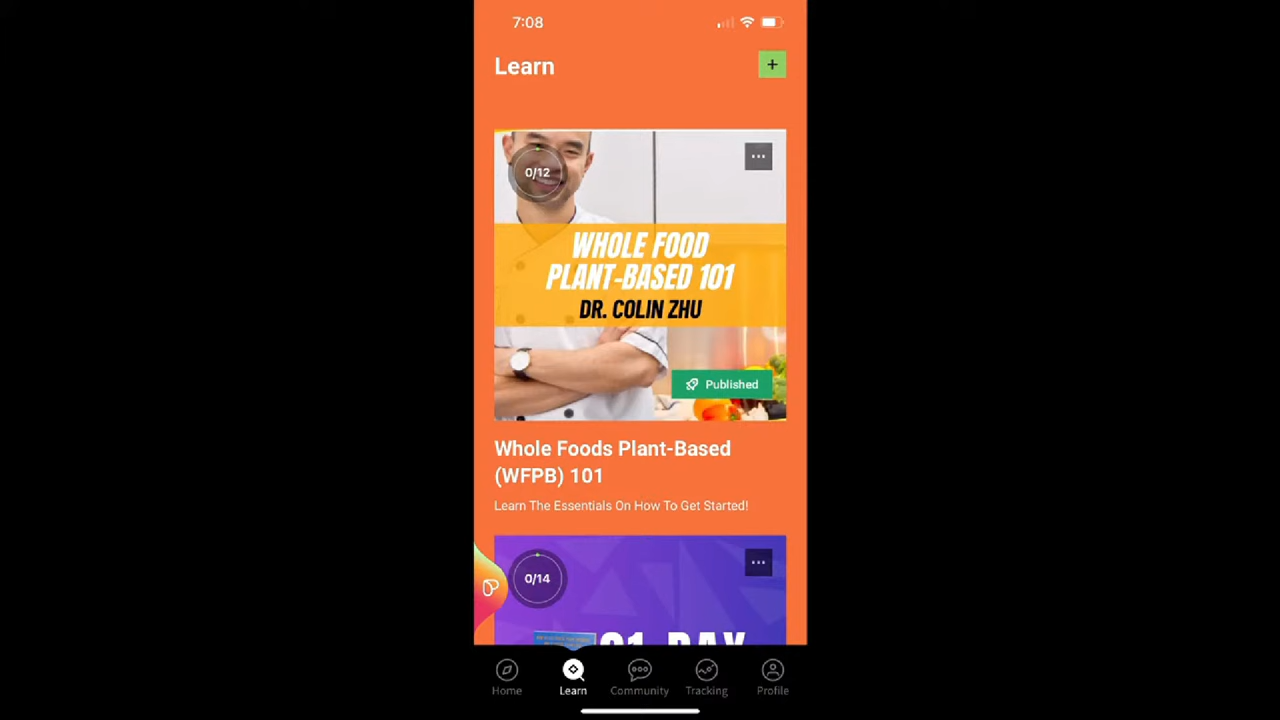 7:08
Learn
+
0/12
WHOLE FOOD
PLANT-BASED 101
DR. COLIN ZHU
Published
Whole Foods Plant-Based
(WFPB) 101
Learn The Essentials On How To Get Started!
0/14
Home
Learn
Community
Tracking
Profile